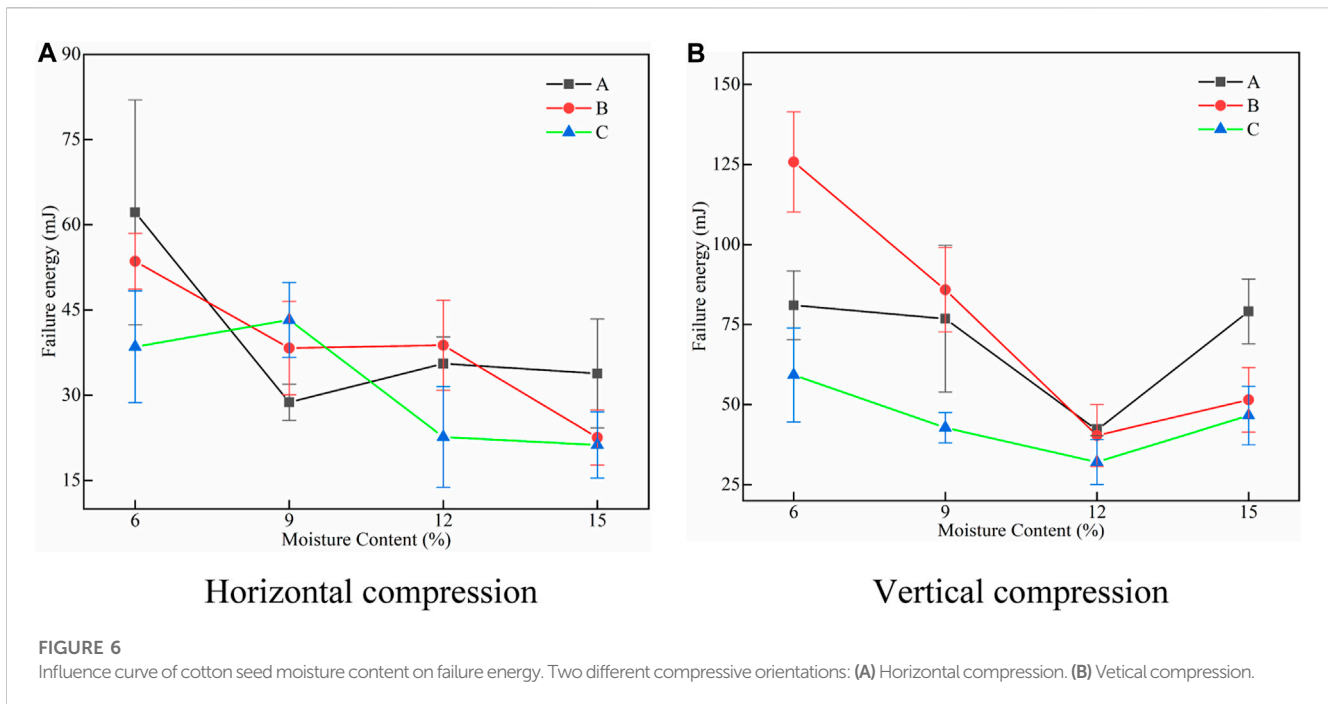 A
90
75
60
45
30
15
Failure energy (mJ)
A
B
C
6 9 12 15
Moisture Content (%)
Horizontal compression
B
150
125
100
75
50
25
Failure energy (mJ)
A
B
C
6 9 12 15
Moisture Content (%)
Vertical compression
FIGURE 6
Influence curve of cotton seed moisture content on failure energy. Two different compressive orientations: (A) Horizontal compression. (B) Vetical compression.